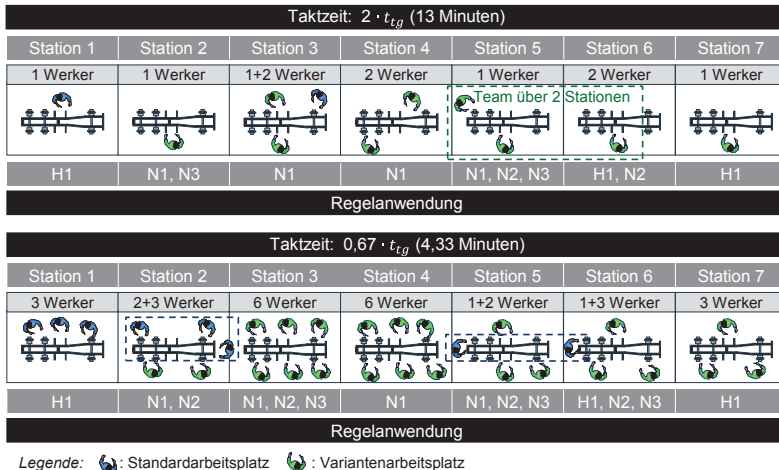 Taktzeit: 2 · t_tg (13 Minuten)
Station 1 Station 2 Station 3 Station 4 Station 5 Station 6 Station 7
1 Werker 1 Werker 1+2 Werker 2 Werker 1 Werker 2 Werker 1 Werker
Team über 2 Stationen
H1 N1, N3 N1 N1 N1, N2, N3 H1, N2 H1
Regelanwendung
Taktzeit: 0,67 · t_tg (4,33 Minuten)
Station 1 Station 2 Station 3 Station 4 Station 5 Station 6 Station 7
3 Werker 2+3 Werker 6 Werker 6 Werker 1+2 Werker 1+3 Werker 3 Werker
H1 N1, N2 N1, N2, N3 N1 N1, N2, N3 H1, N2, N3 H1
Regelanwendung
Legende: : Standardarbeitsplatz : Variantenarbeitsplatz